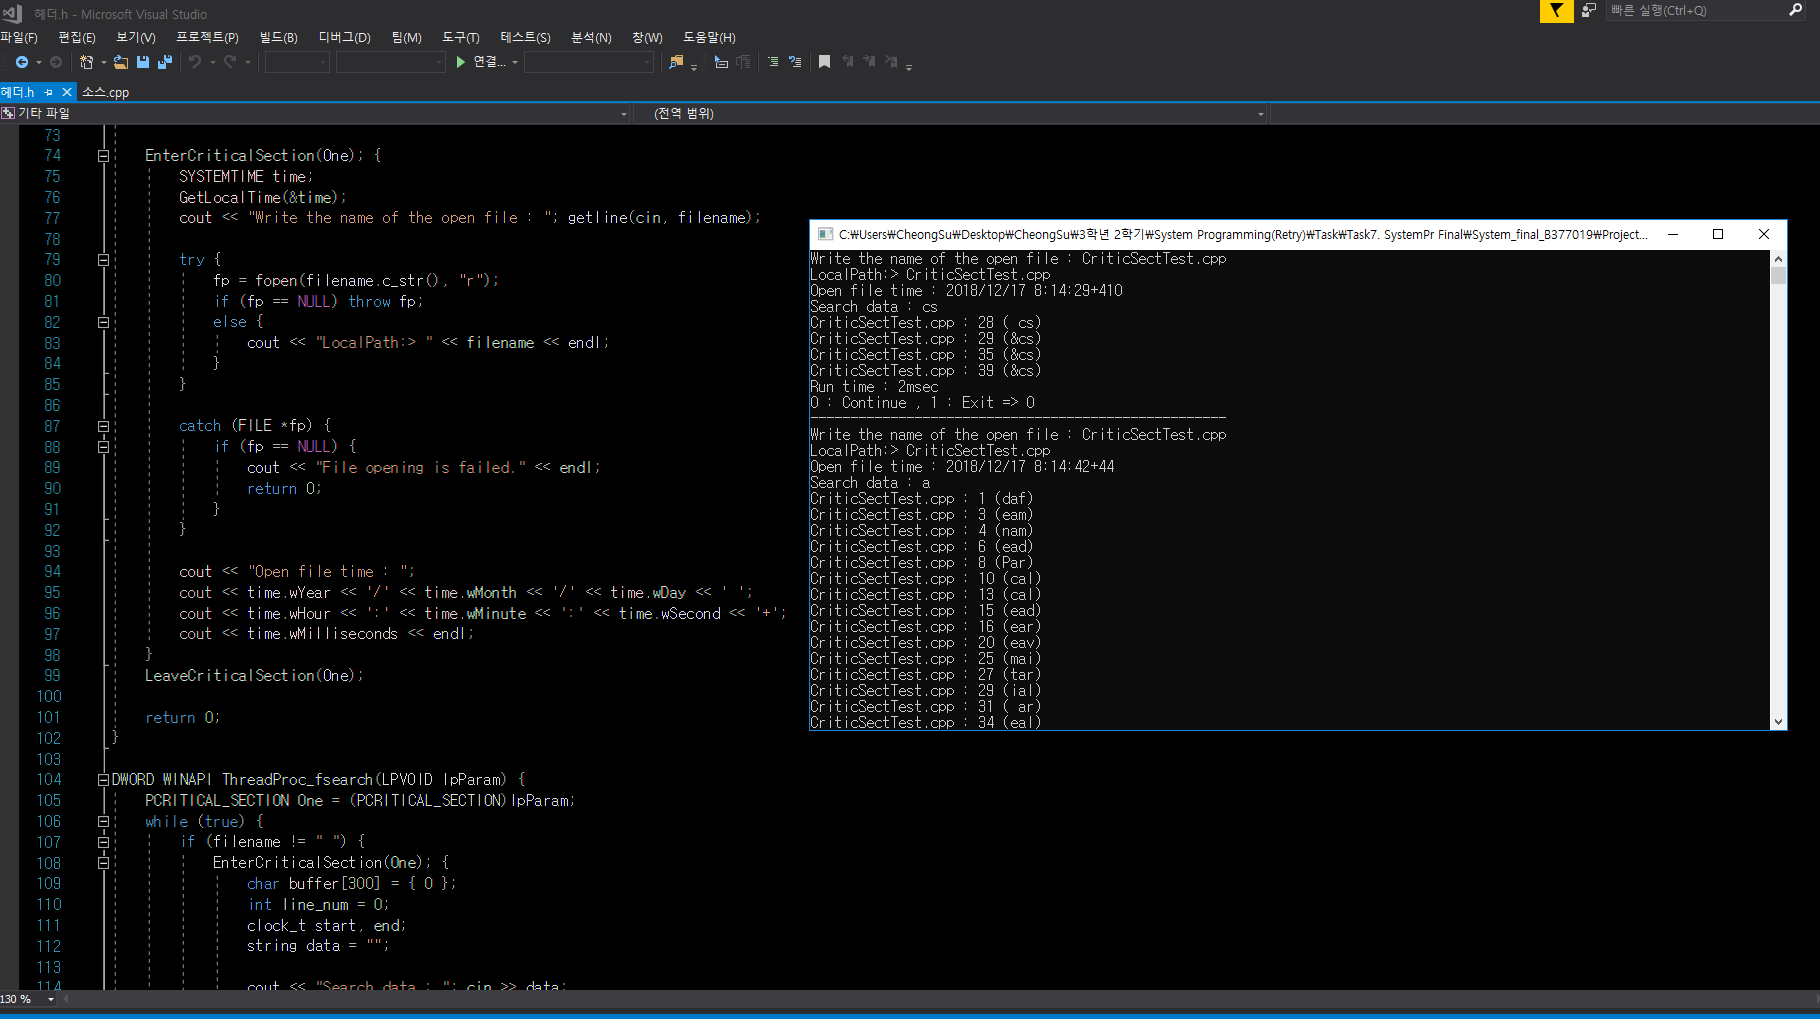 헤더.h - Microsoft Visual Studio
빠른 실행(Ctrl+Q)
파일(F) 편집(E) 보기(V) 프로젝트(P) 빌드(B) 디버그(D) 팀(M) 도구(T) 테스트(S) 분석(N) 창(W) 도움말(H)
연결...
헤더.h 소스.cpp
기타 파일 (전역 범위)
73
74 EnterCriticalSection(One); {
75 SYSTEMTIME time;
76 GetLocalTime(&time);
77 cout << "Write the name of the open file : "; getline(cin, filename);
78
79 try {
80 fp = fopen(filename.c_str(), "r");
81 if (fp == NULL) throw fp;
82 else {
83 cout << "LocalPath:> " << filename << endl;
84 }
85 }
86
87 catch (FILE *fp) {
88 if (fp == NULL) {
89 cout << "File opening is failed." << endl;
90 return 0;
91 }
92 }
93
94 cout << "Open file time : ";
95 cout << time.wYear << '/' << time.wMonth << '/' << time.wDay << ' ';
96 cout << time.wHour << ':' << time.wMinute << ':' << time.wSecond << '+';
97 cout << time.wMilliseconds << endl;
98 }
99 LeaveCriticalSection(One);
100
101 return 0;
102 }
103
104 DWORD WINAPI ThreadProc_fsearch(LPVOID lpParam) {
105 PCRITICAL_SECTION One = (PCRITICAL_SECTION)lpParam;
106 while (true) {
107 if (filename != " ") {
108 EnterCriticalSection(One); {
109 char buffer[300] = { 0 };
110 int line_num = 0;
111 clock_t start, end;
112 string data = "";
113
114 cout << "Search data : "; cin >> data;
130 %
C:₩Users₩CheongSu₩Desktop₩CheongSu₩3학년 2학기₩System Programming(Retry)₩Task₩Task7. SystemPr Final₩System_final_B377019₩Project...
Write the name of the open file : CriticSectTest.cpp
LocalPath:> CriticSectTest.cpp
Open file time : 2018/12/17 8:14:29+410
Search data : cs
CriticSectTest.cpp : 28 ( cs)
CriticSectTest.cpp : 29 (&cs)
CriticSectTest.cpp : 35 (&cs)
CriticSectTest.cpp : 39 (&cs)
Run time : 2msec
0 : Continue , 1 : Exit => 0
----------------------------------------------------
Write the name of the open file : CriticSectTest.cpp
LocalPath:> CriticSectTest.cpp
Open file time : 2018/12/17 8:14:42+44
Search data : a
CriticSectTest.cpp : 1 (daf)
CriticSectTest.cpp : 3 (eam)
CriticSectTest.cpp : 4 (nam)
CriticSectTest.cpp : 6 (ead)
CriticSectTest.cpp : 8 (Par)
CriticSectTest.cpp : 10 (cal)
CriticSectTest.cpp : 13 (cal)
CriticSectTest.cpp : 15 (ead)
CriticSectTest.cpp : 16 (ear)
CriticSectTest.cpp : 20 (eav)
CriticSectTest.cpp : 25 (mai)
CriticSectTest.cpp : 27 (tar)
CriticSectTest.cpp : 29 (ial)
CriticSectTest.cpp : 31 ( ar)
CriticSectTest.cpp : 34 (eal)